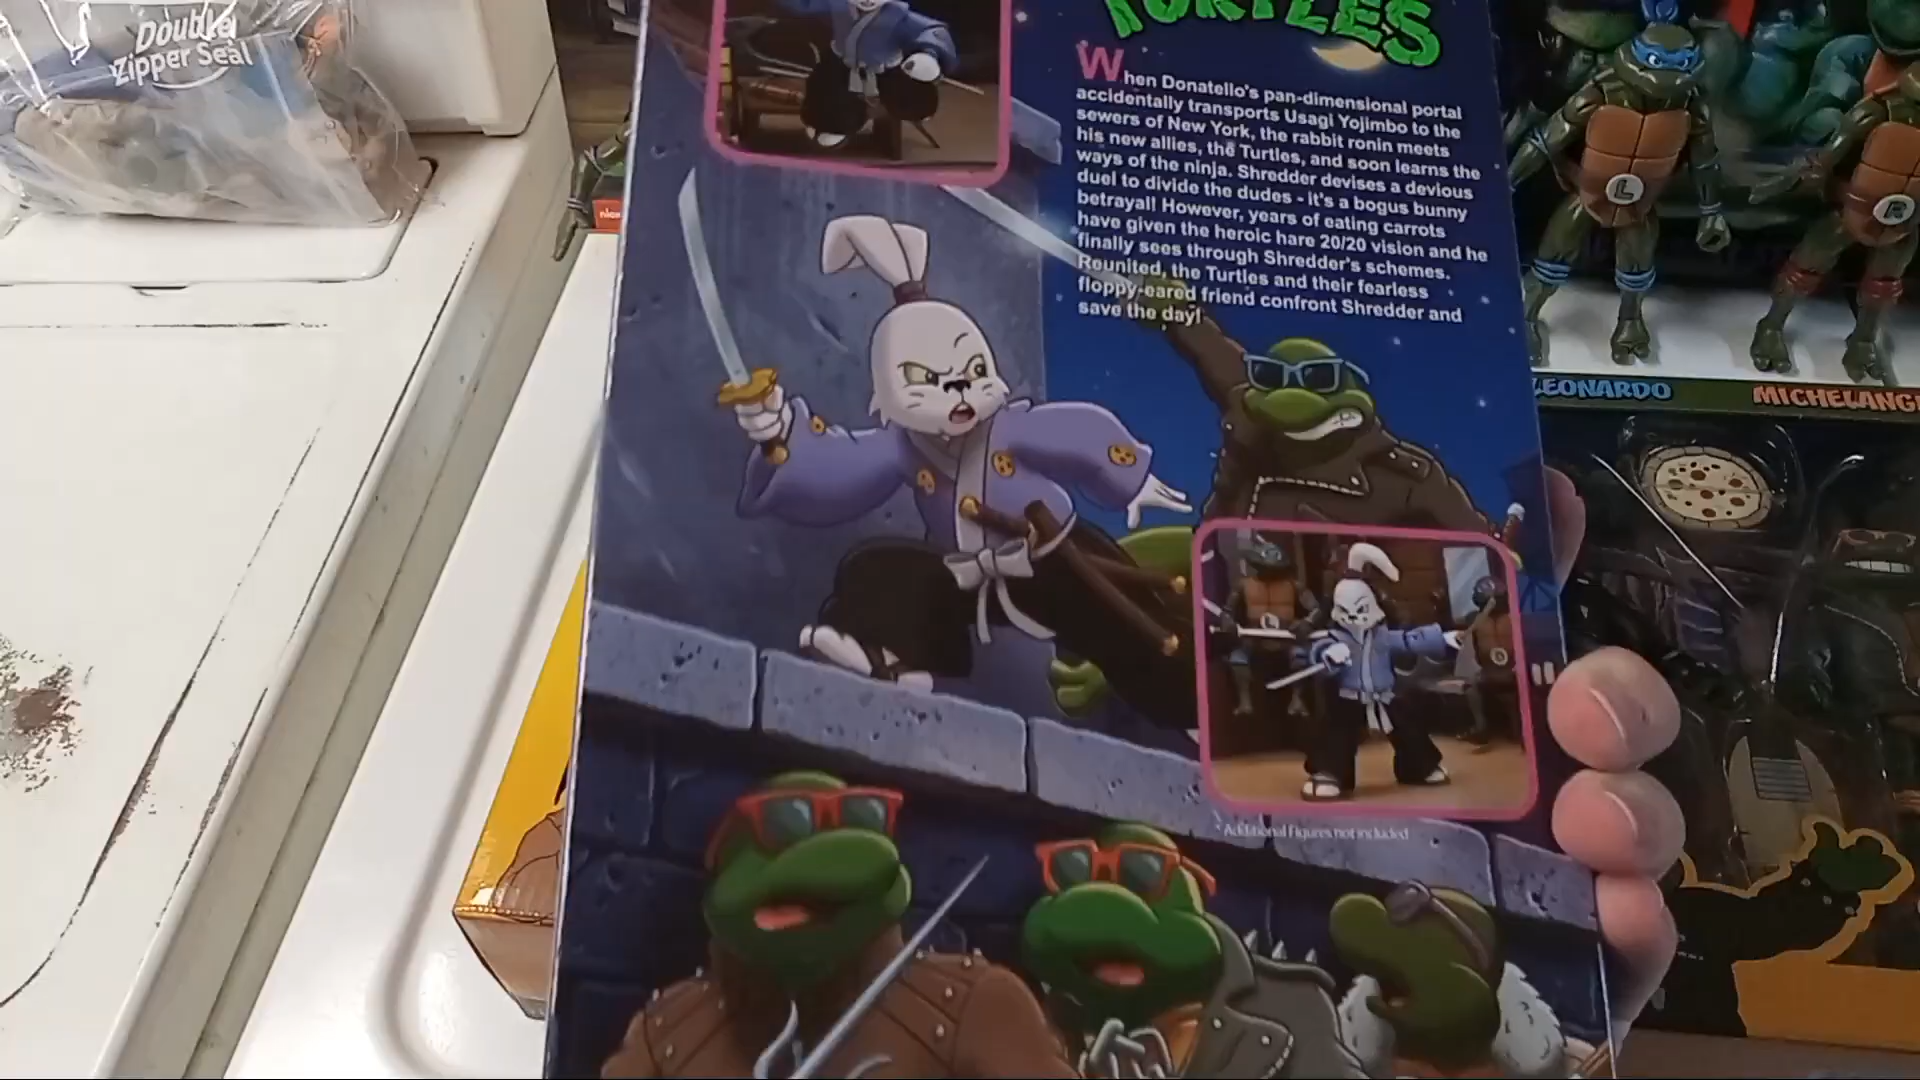 Double
Zipper Seal
TURTLES
When Donatello's pan-dimensional portal
accidentally transports Usagi Yojimbo to the
sewers of New York, the rabbit ronin meets
his new allies, the Turtles, and soon learns the
ways of the ninja. Shredder devises a devious
duel to divide the dudes - it's a bogus bunny
betrayal! However, years of eating carrots
have given the heroic hare 20/20 vision and he
finally sees through Shredder's schemes.
Reunited, the Turtles and their fearless
floppy-eared friend confront Shredder and
save the day!
L
R
LEONARDO
MICHELANG
L
*Additional figures not included